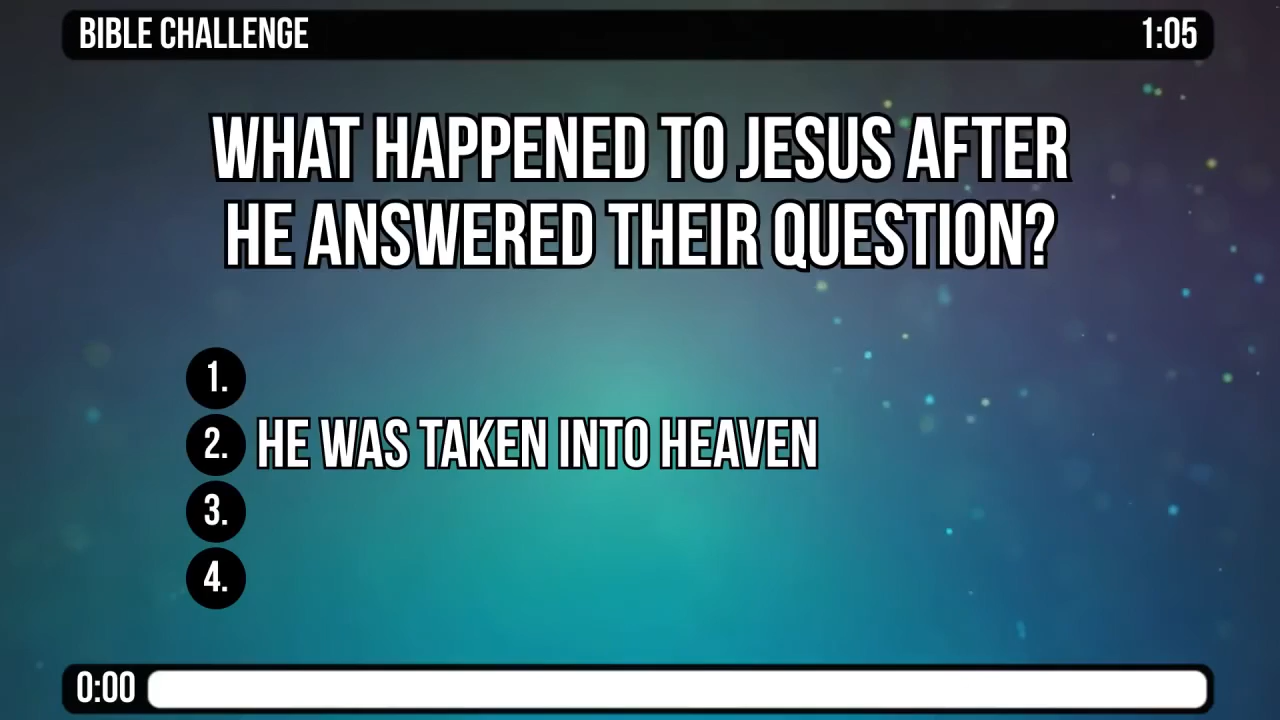 BIBLE CHALLENGE
1:05
WHAT HAPPENED TO JESUS AFTER
HE ANSWERED THEIR QUESTION?
1.
2. HE WAS TAKEN INTO HEAVEN
3.
4.
0:00